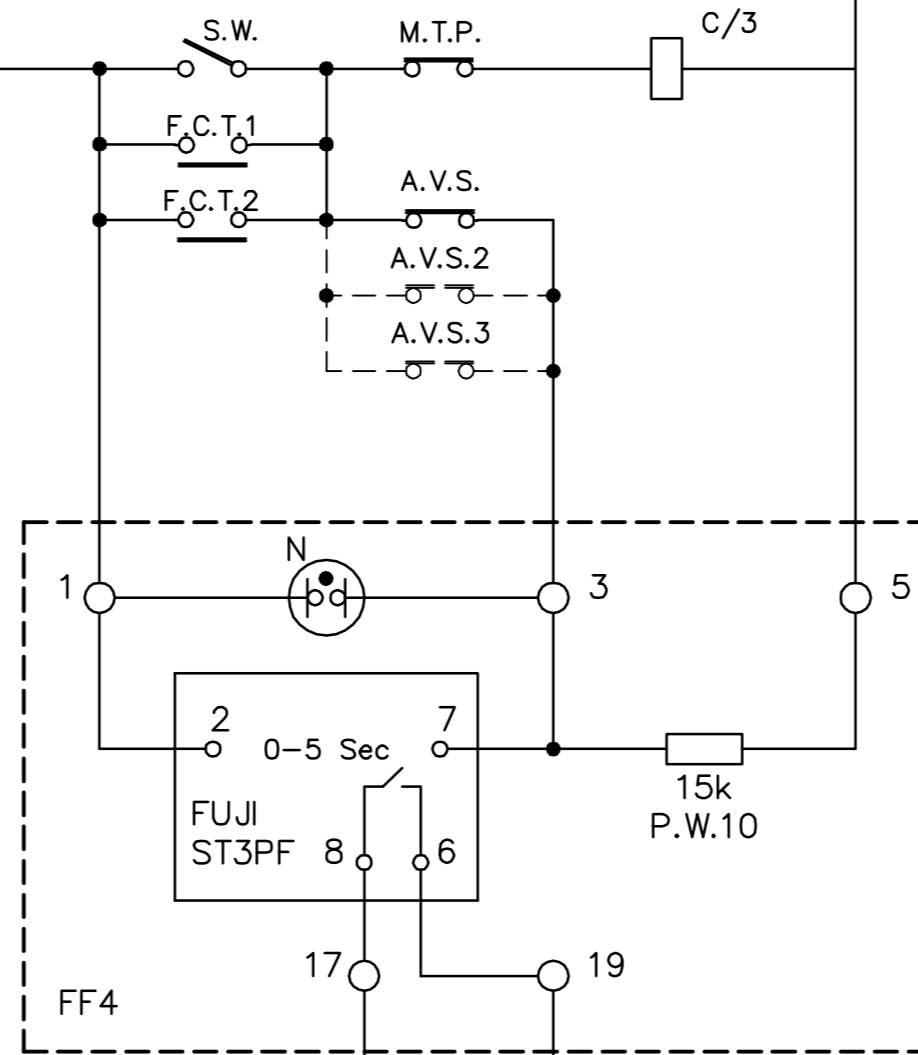 C/3
S.W.
M.T.P.
F.C.T.1
A.V.S.
F.C.T.2
A.V.S.2
A.V.S.3
N
1
3
5
2
7
0-5 Sec
15k
P.W.10
FUJI
ST3PF
8
6
17
19
FF4